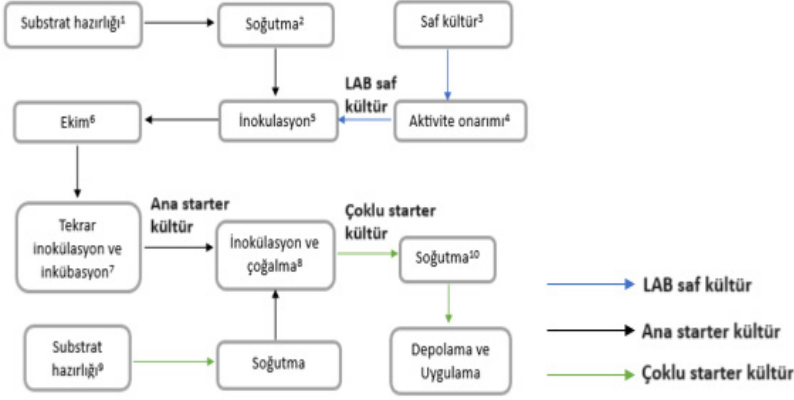 Substrat hazırlığı¹
Soğutma²
Saf kültür³
LAB saf
kültür
Ekim⁶
İnokulasyon⁵
Aktivite onarımı⁴
Ana starter
kültür
Çoklu starter
kültür
Tekrar
inokülasyon ve
inkübasyon⁷
İnokülasyon ve
çoğalma⁸
Soğutma¹⁰
LAB saf kültür
Ana starter kültür
Çoklu starter kültür
Substrat
hazırlığı⁹
Soğutma
Depolama ve
Uygulama